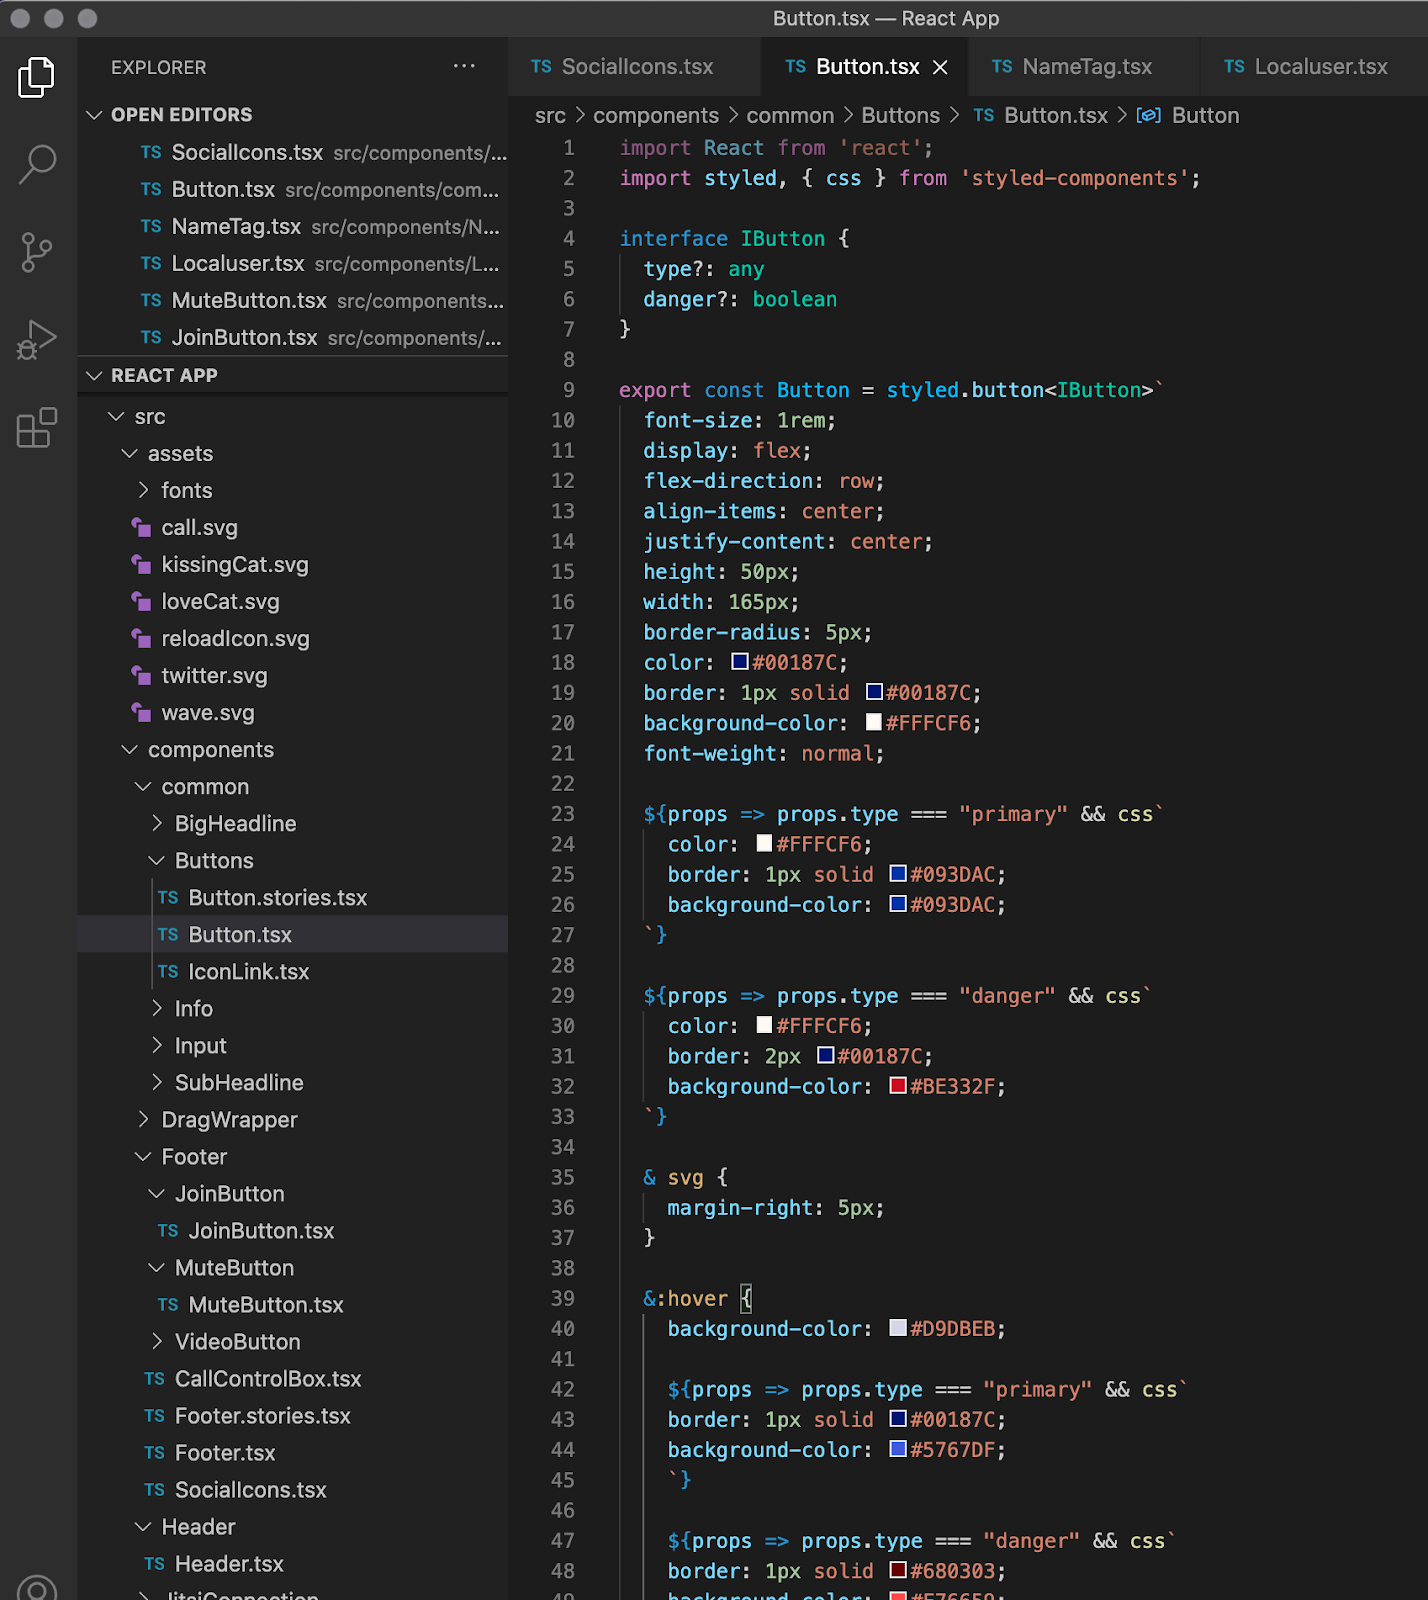 Button.tsx — React App
EXPLORER ···
OPEN EDITORS
TS SocialIcons.tsx src/components/...
TS Button.tsx src/components/com...
TS NameTag.tsx src/components/N...
TS Localuser.tsx src/components/L...
TS MuteButton.tsx src/components...
TS JoinButton.tsx src/components/...
REACT APP
src
assets
fonts
call.svg
kissingCat.svg
loveCat.svg
reloadIcon.svg
twitter.svg
wave.svg
components
common
BigHeadline
Buttons
TS Button.stories.tsx
TS Button.tsx
TS IconLink.tsx
Info
Input
SubHeadline
DragWrapper
Footer
JoinButton
TS JoinButton.tsx
MuteButton
TS MuteButton.tsx
VideoButton
TS CallControlBox.tsx
TS Footer.stories.tsx
TS Footer.tsx
TS SocialIcons.tsx
Header
TS Header.tsx
JitsiConnection
TS SocialIcons.tsx TS Button.tsx TS NameTag.tsx TS Localuser.tsx
src > components > common > Buttons > TS Button.tsx > Button
1 import React from 'react';
2 import styled, { css } from 'styled-components';
3
4 interface IButton {
5 type?: any
6 danger?: boolean
7 }
8
9 export const Button = styled.button<IButton>`
10 font-size: 1rem;
11 display: flex;
12 flex-direction: row;
13 align-items: center;
14 justify-content: center;
15 height: 50px;
16 width: 165px;
17 border-radius: 5px;
18 color: #00187C;
19 border: 1px solid #00187C;
20 background-color: #FFFCF6;
21 font-weight: normal;
22
23 ${props => props.type === "primary" && css`
24 color: #FFFCF6;
25 border: 1px solid #093DAC;
26 background-color: #093DAC;
27 `}
28
29 ${props => props.type === "danger" && css`
30 color: #FFFCF6;
31 border: 2px #00187C;
32 background-color: #BE332F;
33 `}
34
35 & svg {
36 margin-right: 5px;
37 }
38
39 &:hover {
40 background-color: #D9DBEB;
41
42 ${props => props.type === "primary" && css`
43 border: 1px solid #00187C;
44 background-color: #5767DF;
45 `}
46
47 ${props => props.type === "danger" && css`
48 border: 1px solid #680303;
49 background-color: